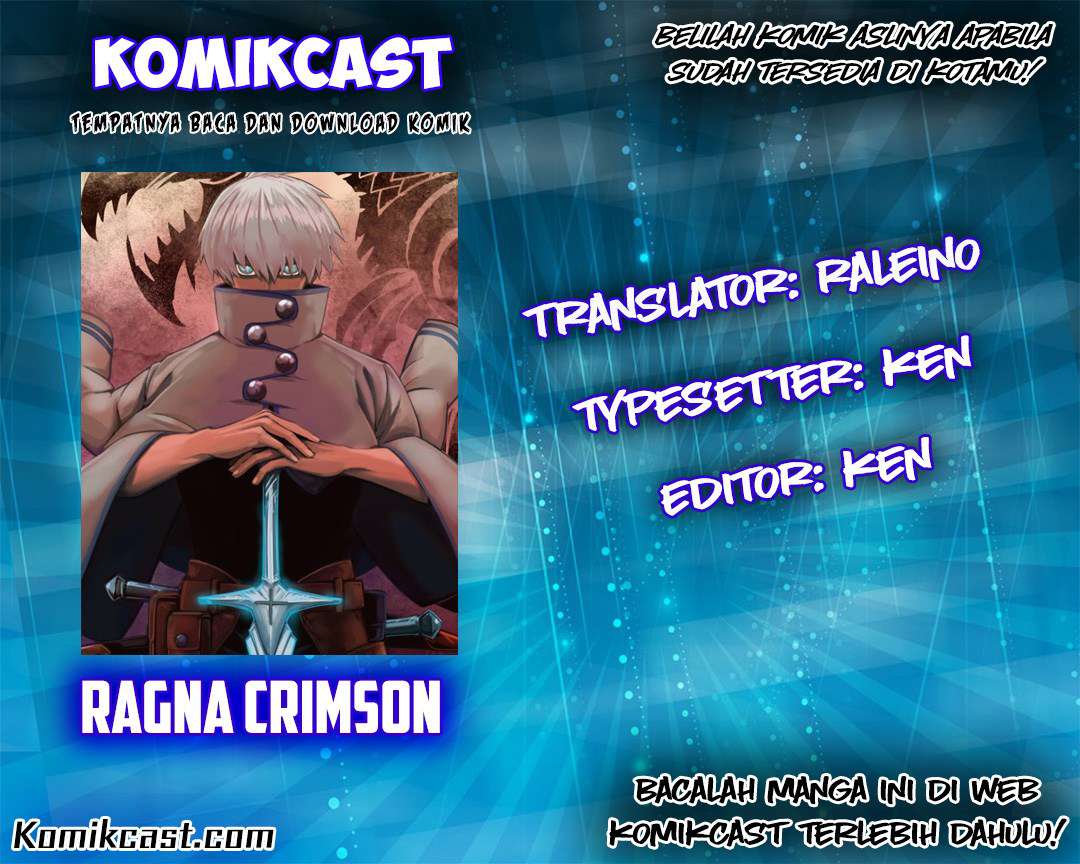 KOMIKCAST
TEMPATNYA BACA DAN DOWNLOAD KOMIK
BELILAH KOMIK ASLINYA APABILA
SUDAH TERSEDIA DI KOTAMU!
TRANSLATOR: RALEINO
TYPESETTER: KEN
EDITOR: KEN
RAGNA CRIMSON
BACALAH MANGA INI DI WEB
KOMIKCAST TERLEBIH DAHULU!
Komikcast.com